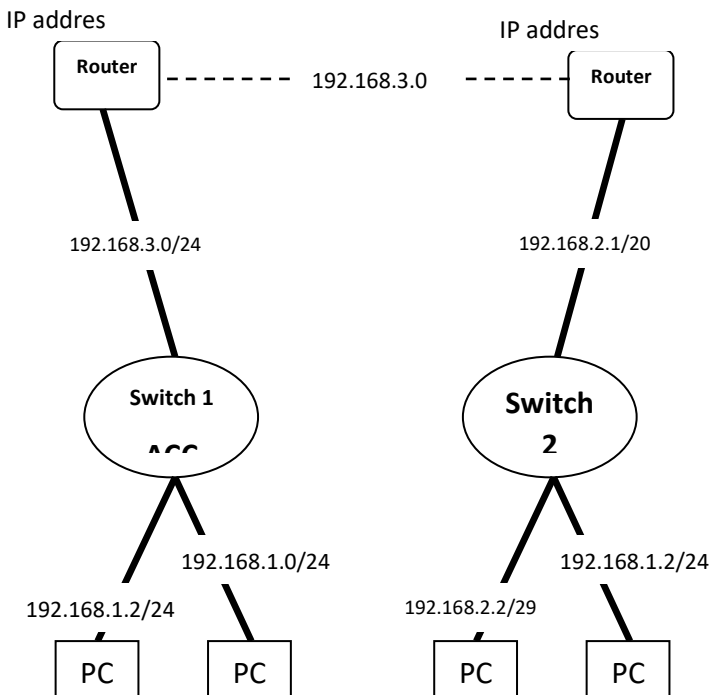 IP addres
IP addres
Router
192.168.3.0
Router
192.168.3.0/24
192.168.2.1/20
Switch 1
Switch
2
192.168.1.0/24
192.168.1.2/24
192.168.1.2/24
192.168.2.2/29
PC
PC
PC
PC